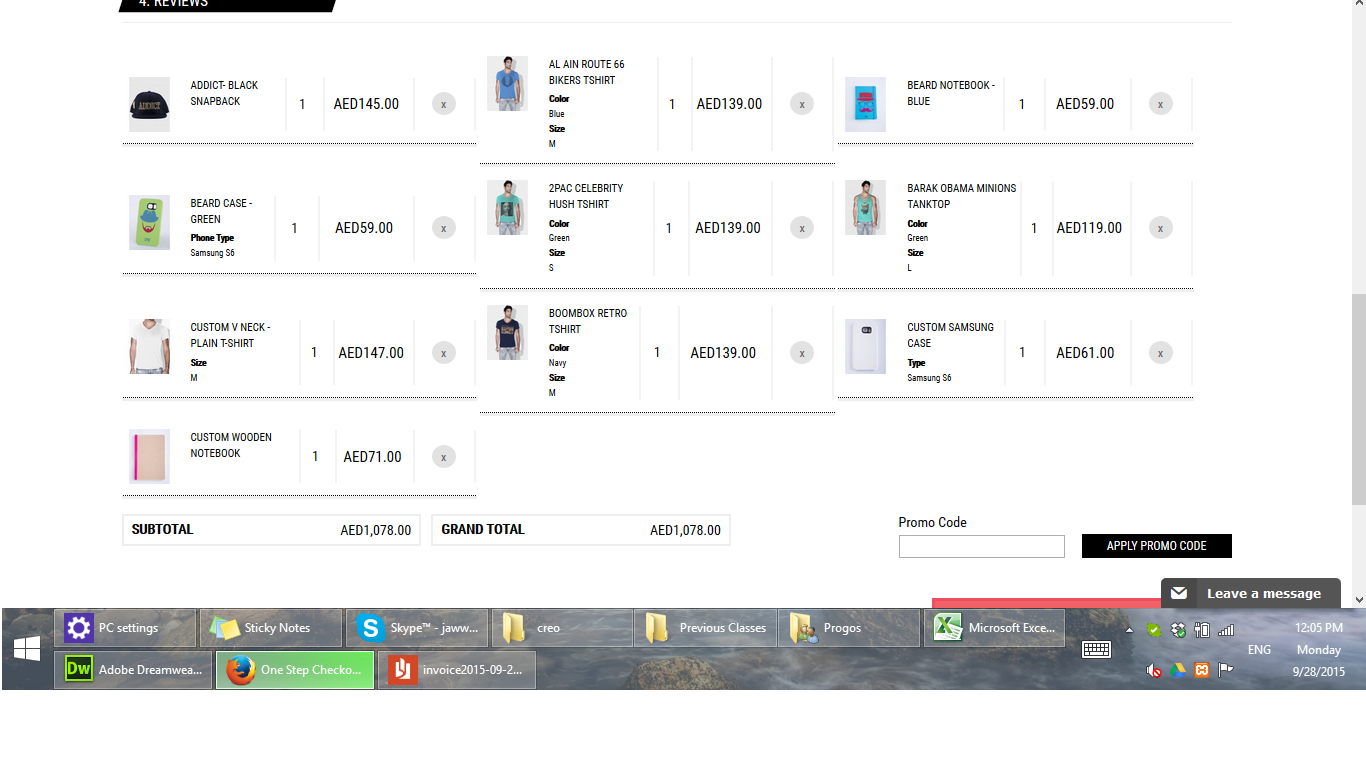 4. REVIEWS
ADDICT- BLACK
SNAPBACK
1
AED145.00
x
AL AIN ROUTE 66
BIKERS TSHIRT
Color
Blue
Size
M
1
AED139.00
x
BEARD NOTEBOOK -
BLUE
1
AED59.00
x
BEARD CASE -
GREEN
Phone Type
Samsung S6
1
AED59.00
x
2PAC CELEBRITY
HUSH TSHIRT
Color
Green
Size
S
1
AED139.00
x
BARAK OBAMA MINIONS
TANKTOP
Color
Green
Size
L
1
AED119.00
x
CUSTOM V NECK -
PLAIN T-SHIRT
Size
M
1
AED147.00
x
BOOMBOX RETRO
TSHIRT
Color
Navy
Size
M
1
AED139.00
x
CUSTOM SAMSUNG
CASE
Type
Samsung S6
1
AED61.00
x
CUSTOM WOODEN
NOTEBOOK
1
AED71.00
x
SUBTOTAL AED1,078.00
GRAND TOTAL AED1,078.00
Promo Code
APPLY PROMO CODE
Leave a message
PC settings
Sticky Notes
Skype™ - jaww...
creo
Previous Classes
Progos
Microsoft Exce...
Dw Adobe Dreamwea...
One Step Checko...
invoice2015-09-2...
ENG
12:05 PM
Monday
9/28/2015